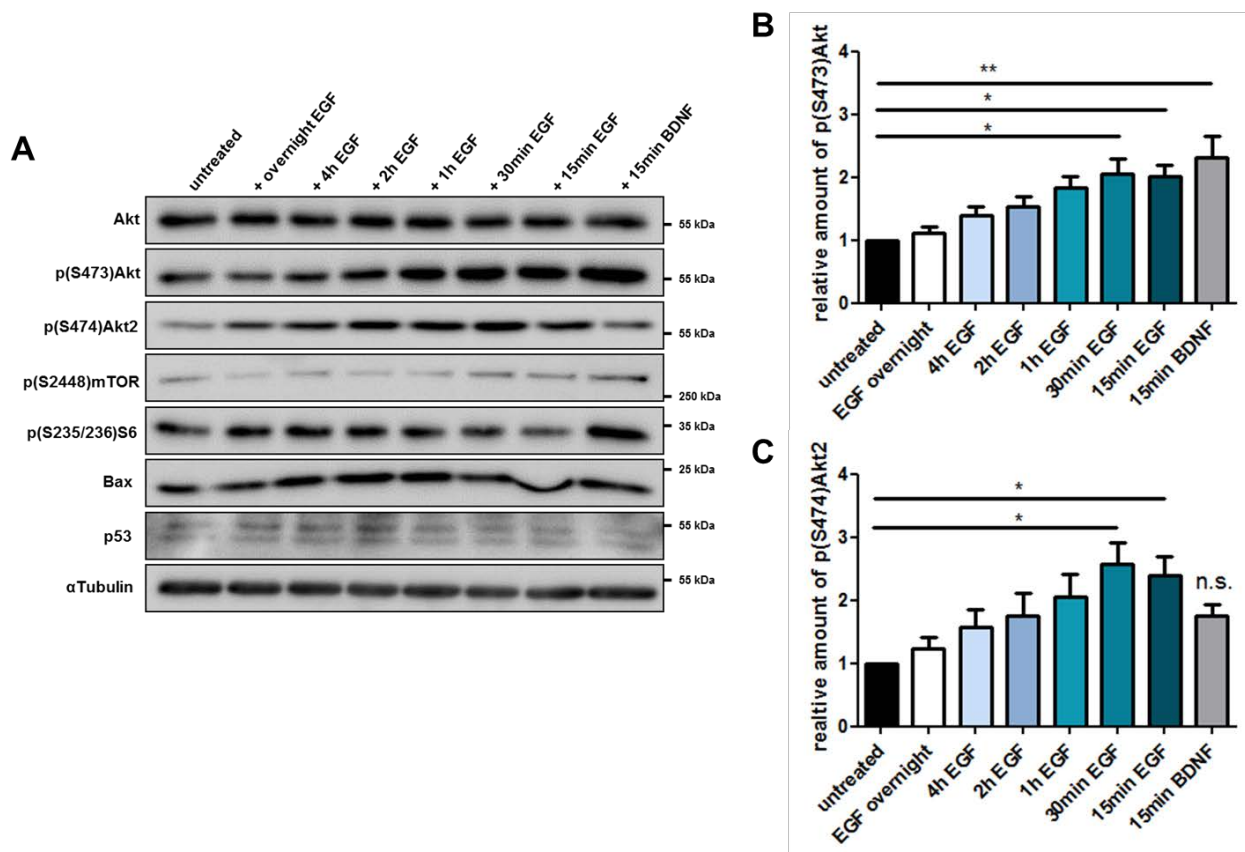 A
untreated
+ overnight EGF
+ 4h EGF
+ 2h EGF
+ 1h EGF
+ 30min EGF
+ 15min EGF
+ 15min BDNF
Akt
55 kDa
p(S473)Akt
55 kDa
p(S474)Akt2
55 kDa
p(S2448)mTOR
250 kDa
p(S235/236)S6
35 kDa
Bax
25 kDa
p53
55 kDa
αTubulin
55 kDa
B
relative amount of p(S473)Akt
4
3
2
1
0
**
*
*
untreated
EGF overnight
4h EGF
2h EGF
1h EGF
30min EGF
15min EGF
15min BDNF
C
realtive amount of p(S474)Akt2
4
3
2
1
0
*
*
n.s.
untreated
EGF overnight
4h EGF
2h EGF
1h EGF
30min EGF
15min EGF
15min BDNF